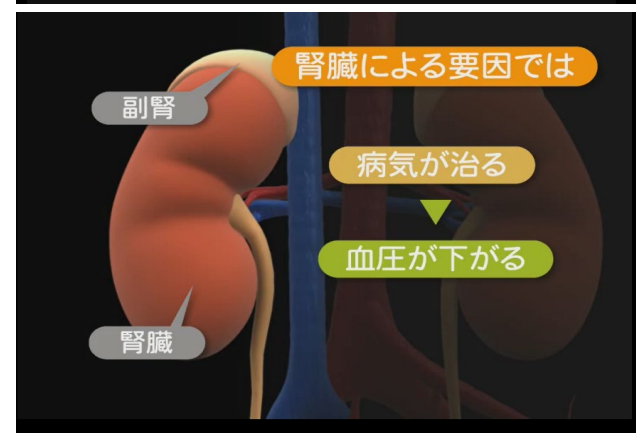 腎臓による要因では
副腎
病気が治る
▼
血圧が下がる
腎臓